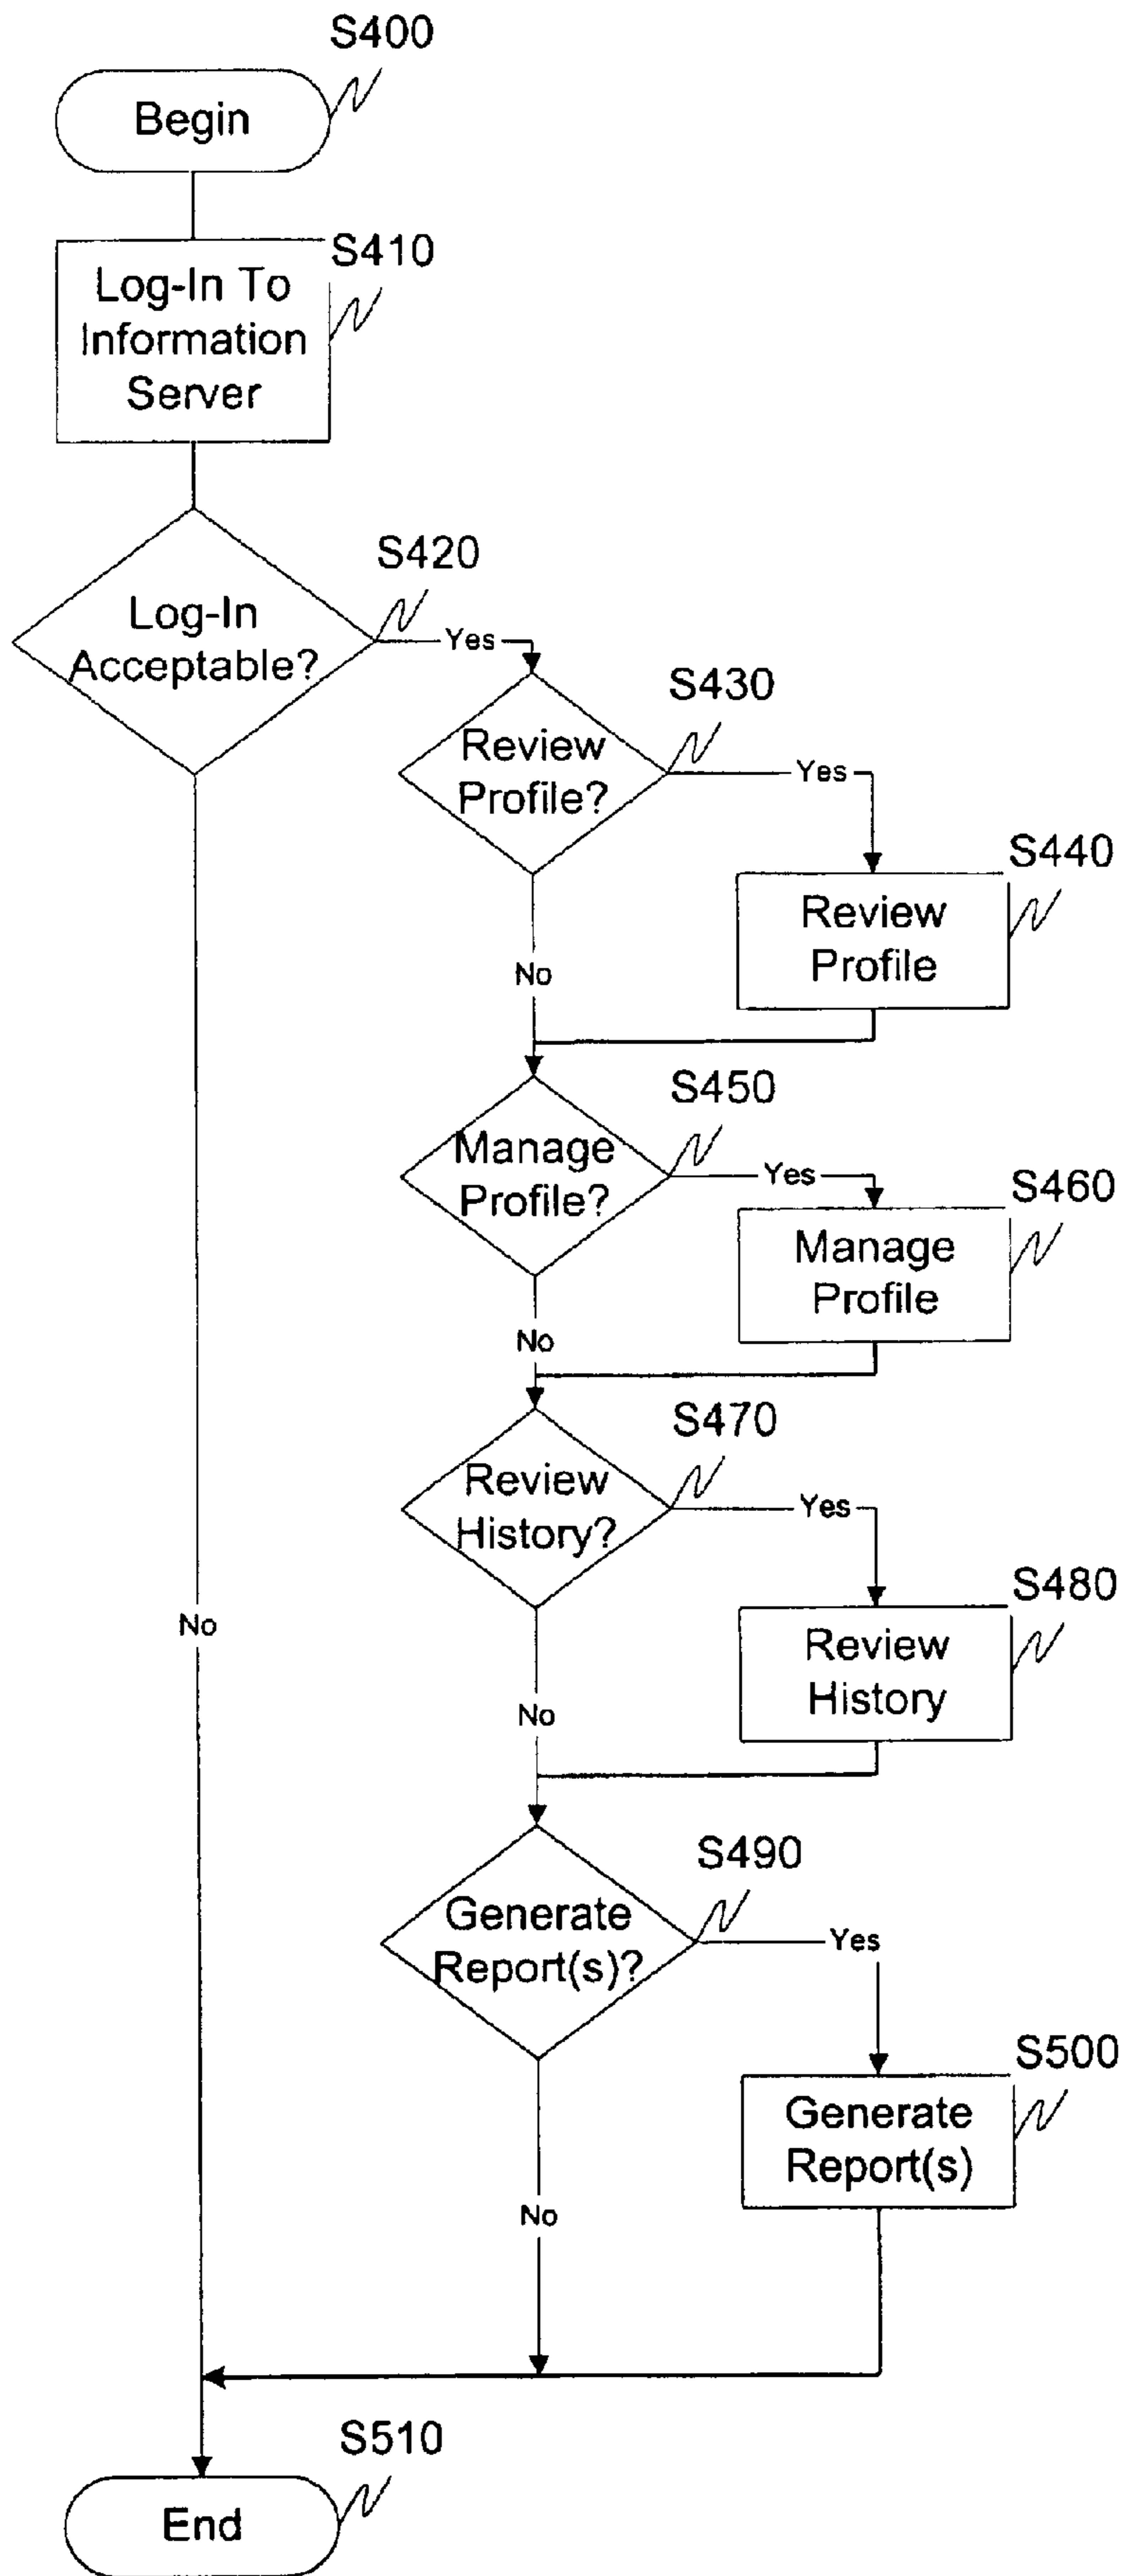 S400
Begin
S410
Log-In To
Information
Server
S420
Log-In
Acceptable?
Yes
S430
Review
Profile?
Yes
S440
Review
Profile
No
S450
Manage
Profile?
Yes
S460
Manage
Profile
No
S470
Review
History?
Yes
S480
Review
History
No
No
S490
Generate
Report(s)?
Yes
S500
Generate
Report(s)
No
S510
End